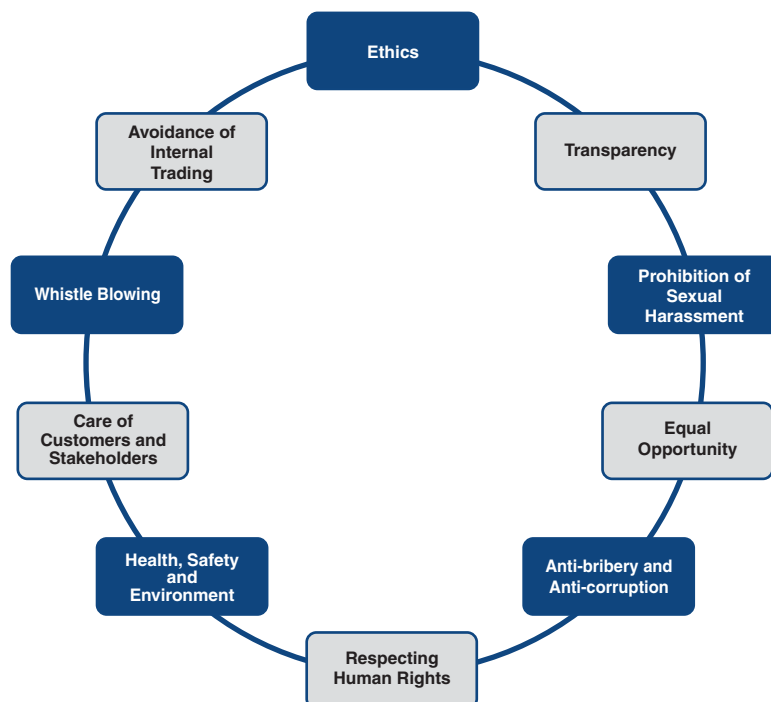 Ethics
Avoidance of
Internal
Trading
Transparency
Whistle Blowing
Prohibition of
Sexual
Harassment
Care of
Customers and
Stakeholders
Equal
Opportunity
Health, Safety
and
Environment
Anti-bribery and
Anti-corruption
Respecting
Human Rights